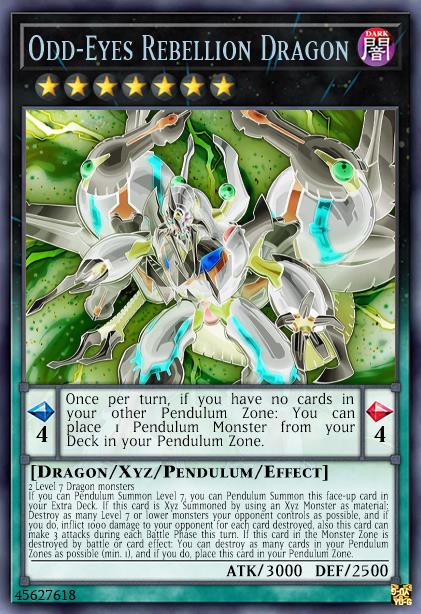 ODD-EYES REBELLION DRAGON
DARK
闇
Once per turn, if you have no cards in
your other Pendulum Zone: You can
place 1 Pendulum Monster from your
Deck in your Pendulum Zone.
4
4
[DRAGON/XYZ/PENDULUM/EFFECT]
2 Level 7 Dragon monsters
If you can Pendulum Summon Level 7, you can Pendulum Summon this face-up card in
your Extra Deck. If this card is Xyz Summoned by using an Xyz Monster as material:
Destroy as many Level 7 or lower monsters your opponent controls as possible, and if
you do, inflict 1000 damage to your opponent for each card destroyed, also this card can
make 3 attacks during each Battle Phase this turn. If this card in the Monster Zone is
destroyed by battle or card effect: You can destroy as many cards in your Pendulum
Zones as possible (min. 1), and if you do, place this card in your Pendulum Zone.
ATK/3000 DEF/2500
45627618